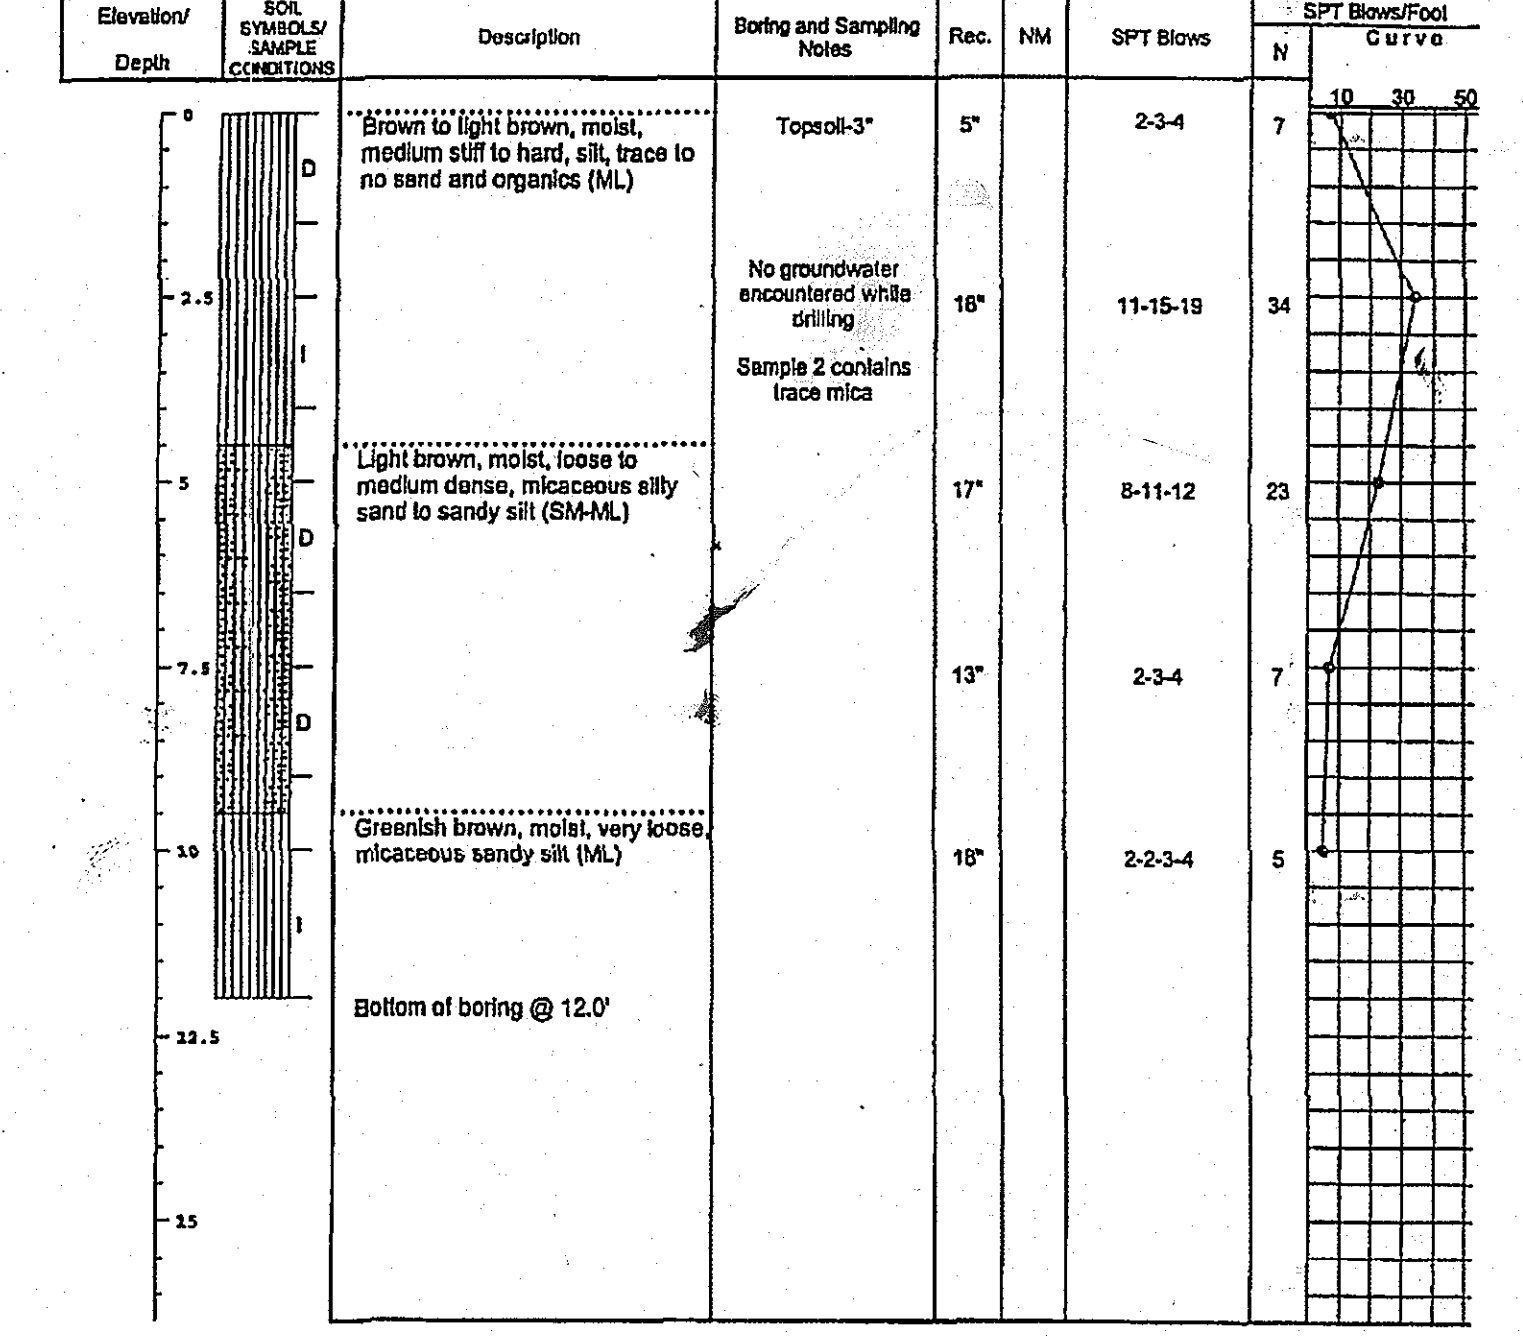 Elevation/
Depth
SOIL
SYMBOLS/
SAMPLE
CONDITIONS
Description
Boring and Sampling
Notes
Rec.
NM
SPT Blows
SPT Blows/Foot
N
Curve
10 30 50
0
Brown to light brown, moist,
medium stiff to hard, silt, trace to
no sand and organics (ML)
D
Topsoil-3"
5"
2-3-4
7
2.5
No groundwater
encountered while
drilling
18"
11-15-19
34
I
Sample 2 contains
trace mica
Light brown, moist, loose to
medium dense, micaceous silty
sand to sandy silt (SM-ML)
5
17"
8-11-12
23
D
7.5
13"
2-3-4
7
D
Greenish brown, moist, very loose,
micaceous sandy silt (ML)
10
18"
2-2-3-4
5
I
Bottom of boring @ 12.0'
12.5
15